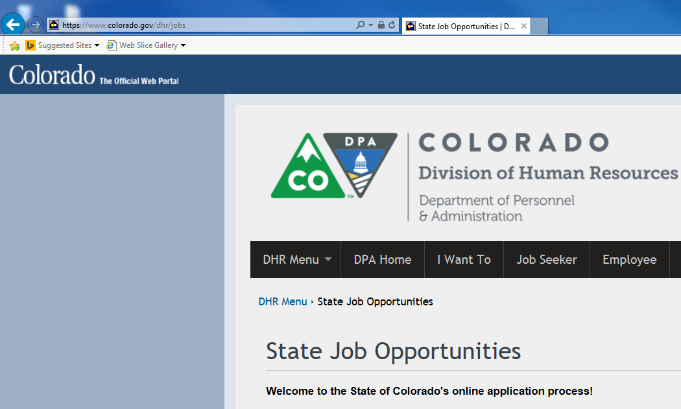 https://www.colorado.gov/dhr/jobs
State Job Opportunities | D...
Suggested Sites
Web Slice Gallery
Colorado The Official Web Portal
DPA
CO
TM
COLORADO
Division of Human Resources
Department of Personnel
& Administration
DHR Menu DPA Home I Want To Job Seeker Employee
DHR Menu › State Job Opportunities
State Job Opportunities
Welcome to the State of Colorado's online application process!